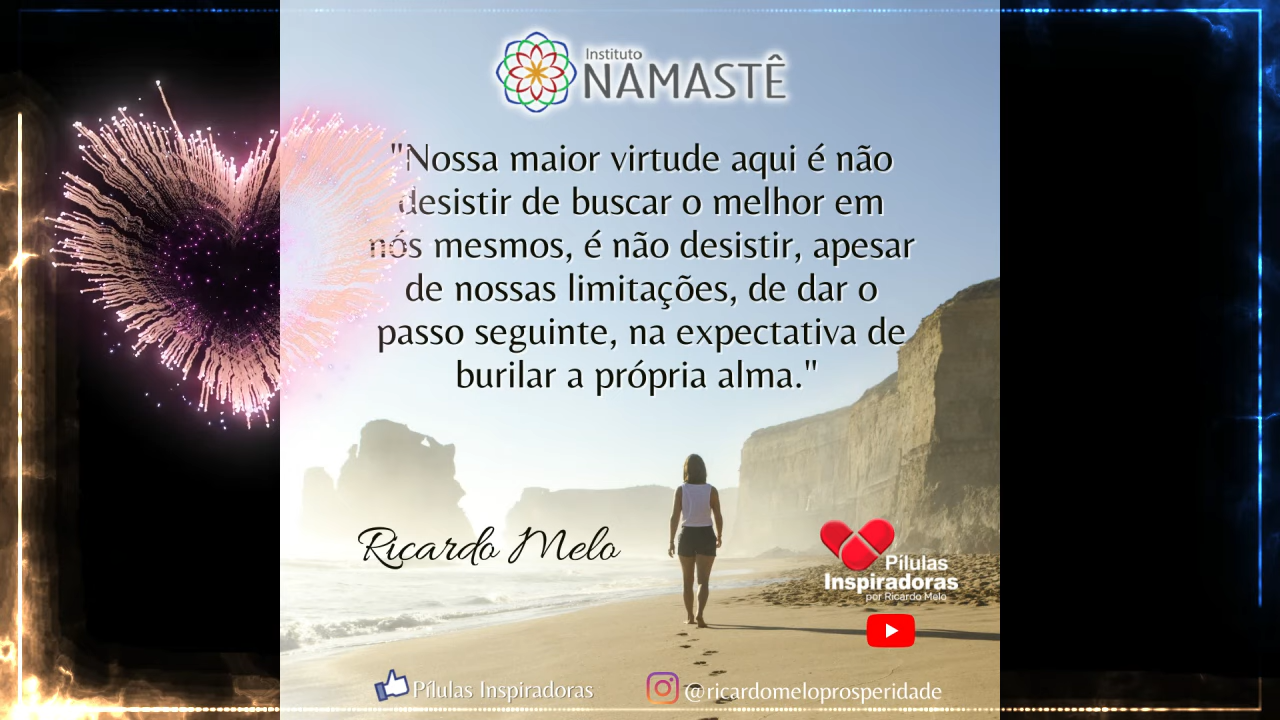 Instituto
NAMASTÊ
"Nossa maior virtude aqui é não
desistir de buscar o melhor em
nós mesmos, é não desistir, apesar
de nossas limitações, de dar o
passo seguinte, na expectativa de
burilar a própria alma."
Ricardo Melo
Pílulas
Inspiradoras
por Ricardo Melo
Pílulas Inspiradoras
@ricardomeloprosperidade